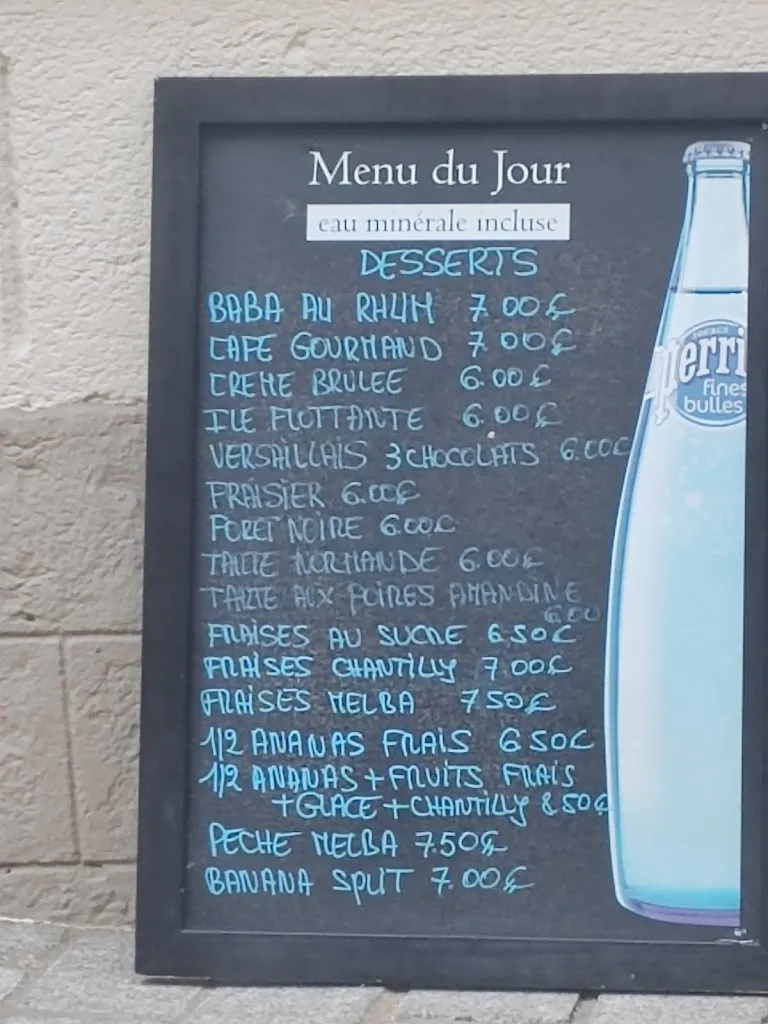 Menu du Jour
eau minérale incluse
DESSERTS
BABA AU RHUM 7.00€
CAFE GOURMAND 7.00€
CREME BRULEE 6.00€
ILE FLOTTANTE 6.00€
VERSAILLAIS 3 CHOCOLATS 6.00€
FRAISIER 6.00€
FORET NOIRE 6.00€
TARTE NORMANDE 6.00€
TARTE AUX POIRES AMANDINE
6.00
FRAISES AU SUCRE 6.50€
FRAISES CHANTILLY 7.00€
FRAISES MELBA 7.50€
1/2 ANANAS FRAIS 6.50€
1/2 ANANAS + FRUITS FRAIS
+ GLACE + CHANTILLY 8.50€
PECHE MELBA 7.50€
BANANA SPLIT 7.00€
SOURCE
perri
fines
bulles